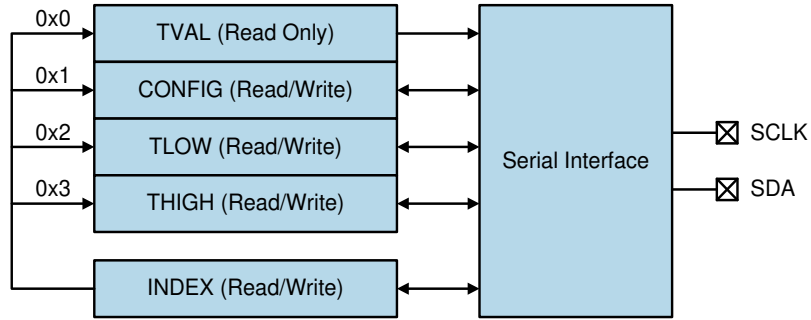 0x0
TVAL (Read Only)
0x1
CONFIG (Read/Write)
0x2
TLOW (Read/Write)
0x3
THIGH (Read/Write)
INDEX (Read/Write)
Serial Interface
SCLK
SDA